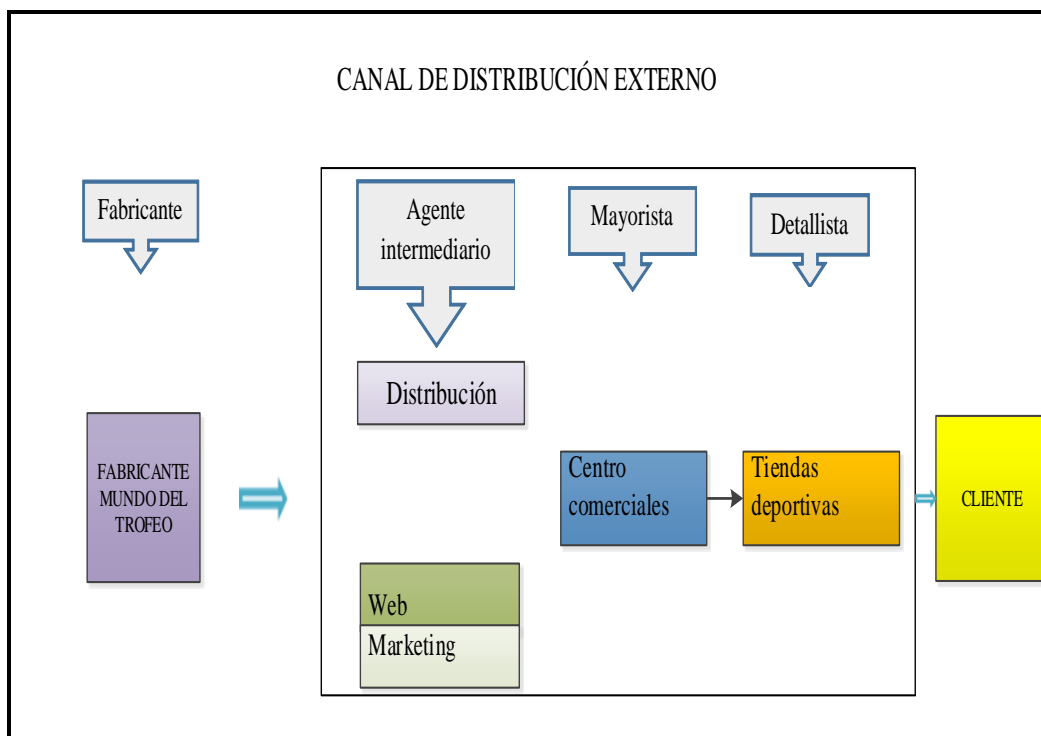 CANAL DE DISTRIBUCIÓN EXTERNO
Fabricante
Agente
intermediario
Mayorista
Detallista
Distribución
FABRICANTE
MUNDO DEL
TROFEO
Centro
comerciales
Tiendas
deportivas
CLIENTE
Web
Marketing